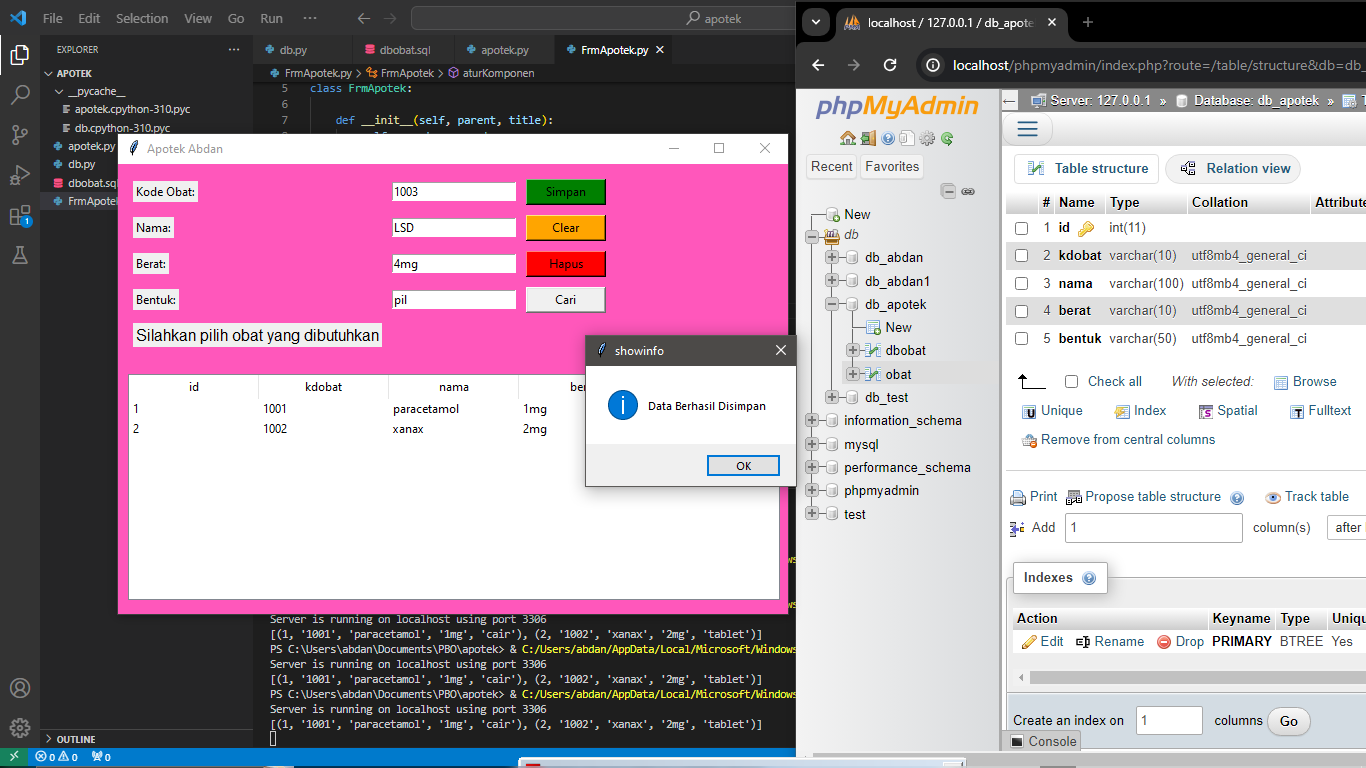 File Edit Selection View Go Run ··· apotek
EXPLORER ···
APOTEK
__pycache__
apotek.cpython-310.pyc
db.cpython-310.pyc
apotek.py
db.py
dbobat.sql
FrmApotek
OUTLINE
1
db.py dbobat.sql apotek.py FrmApotek.py
FrmApotek.py > FrmApotek > aturKomponen
5 class FrmApotek:
6
7 def __init__(self, parent, title):
Apotek Abdan
Kode Obat: 1003 Simpan
Nama: LSD Clear
Berat: 4mg Hapus
Bentuk: pil Cari
Silahkan pilih obat yang dibutuhkan
id kdobat nama
1 1001 paracetamol 1mg
2 1002 xanax 2mg
showinfo
Data Berhasil Disimpan
OK
Server is running on localhost using port 3306
[(1, '1001', 'paracetamol', '1mg', 'cair'), (2, '1002', 'xanax', '2mg', 'tablet')]
PS C:\Users\abdan\Documents\PBO\apotek> & C:/Users/abdan/AppData/Local/Microsoft/Windows
Server is running on localhost using port 3306
[(1, '1001', 'paracetamol', '1mg', 'cair'), (2, '1002', 'xanax', '2mg', 'tablet')]
PS C:\Users\abdan\Documents\PBO\apotek> & C:/Users/abdan/AppData/Local/Microsoft/Windows
Server is running on localhost using port 3306
[(1, '1001', 'paracetamol', '1mg', 'cair'), (2, '1002', 'xanax', '2mg', 'tablet')]
0 0 0
localhost / 127.0.0.1 / db_apote
localhost/phpmyadmin/index.php?route=/table/structure&db=db_
phpMyAdmin
Recent Favorites
New
db
db_abdan
db_abdan1
db_apotek
New
dbobat
obat
db_test
information_schema
mysql
performance_schema
phpmyadmin
test
Server: 127.0.0.1 » Database: db_apotek »
Table structure Relation view
# Name Type Collation Attribute
1 id int(11)
2 kdobat varchar(10) utf8mb4_general_ci
3 nama varchar(100) utf8mb4_general_ci
4 berat varchar(10) utf8mb4_general_ci
5 bentuk varchar(50) utf8mb4_general_ci
Check all With selected: Browse
Unique Index Spatial Fulltext
Remove from central columns
Print Propose table structure Track table
Add 1 column(s) after
Indexes
Action Keyname Type Uniqu
Edit Rename Drop PRIMARY BTREE Yes
Create an index on 1 columns Go
Console